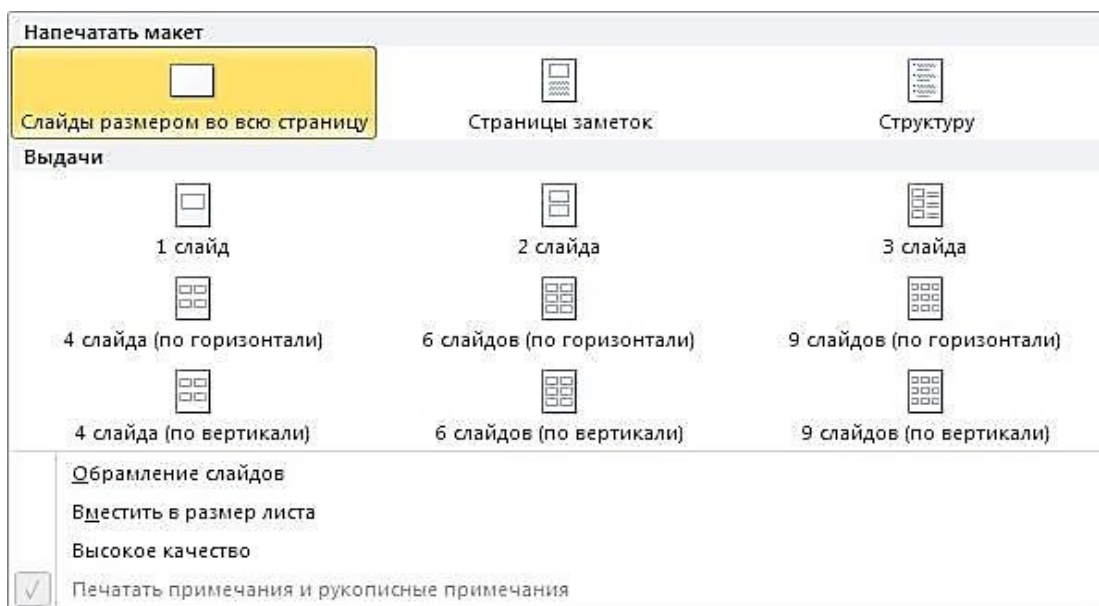 Напечатать макет
Слайды размером во всю страницу Страницы заметок Структуру
Выдачи
1 слайд 2 слайда 3 слайда
4 слайда (по горизонтали) 6 слайдов (по горизонтали) 9 слайдов (по горизонтали)
4 слайда (по вертикали) 6 слайдов (по вертикали) 9 слайдов (по вертикали)
Обрамление слайдов
Вместить в размер листа
Высокое качество
Печатать примечания и рукописные примечания